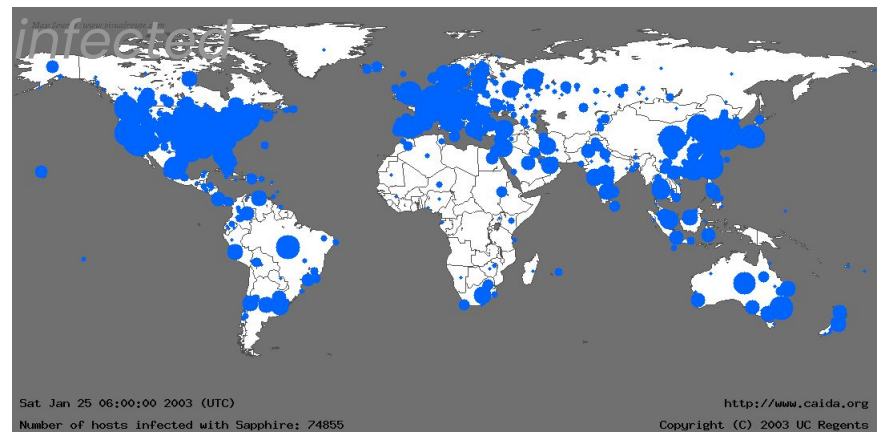 infected
Sat Jan 25 06:00:00 2003 (UTC)
http://www.caida.org
Number of hosts infected with Sapphire: 74855
Copyright (C) 2003 UC Regents